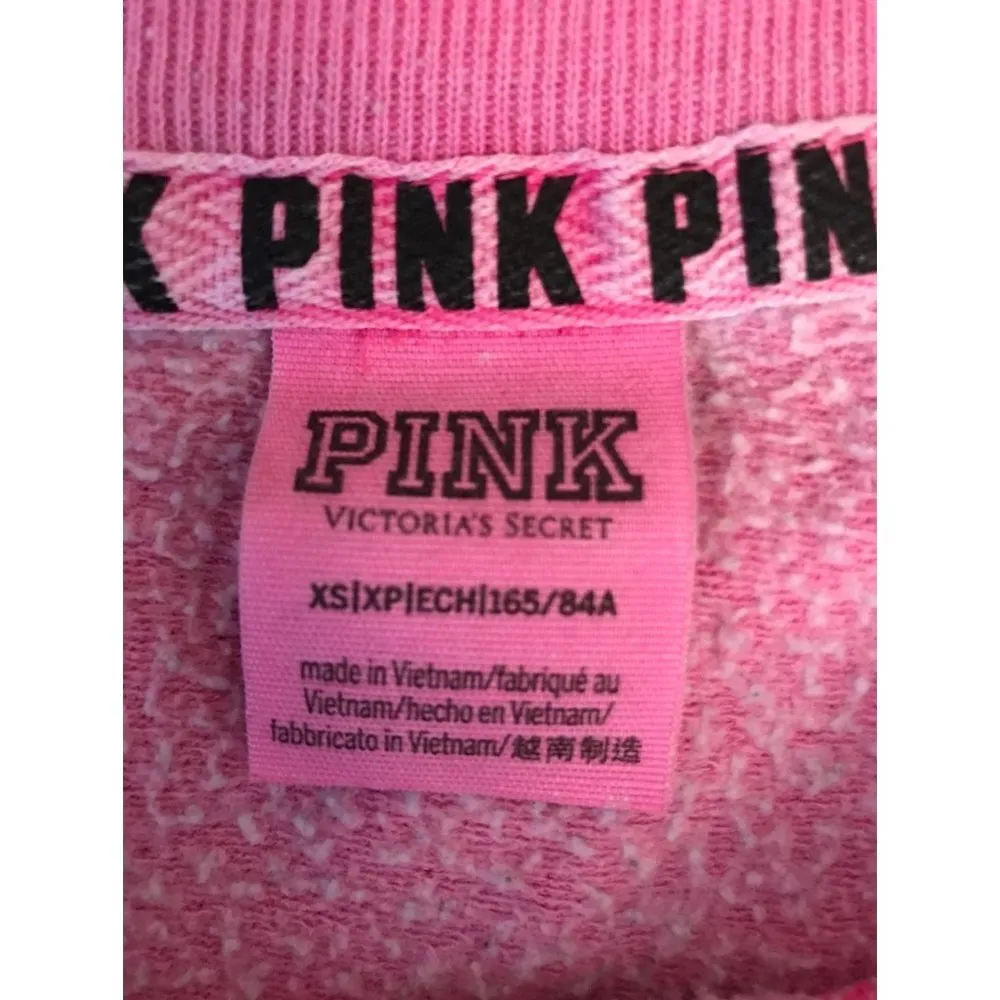 K PINK PIN
PINK
VICTORIA'S SECRET
XS|XP|ECH|165/84A
made in Vietnam/fabriqué au
Vietnam/hecho en Vietnam/
fabbricato in Vietnam/越南制造